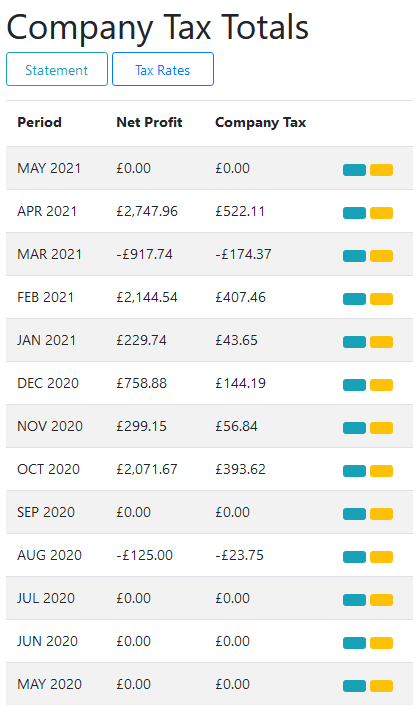 Company Tax Totals
Statement Tax Rates
Period Net Profit Company Tax
MAY 2021 £0.00 £0.00
APR 2021 £2,747.96 £522.11
MAR 2021 -£917.74 -£174.37
FEB 2021 £2,144.54 £407.46
JAN 2021 £229.74 £43.65
DEC 2020 £758.88 £144.19
NOV 2020 £299.15 £56.84
OCT 2020 £2,071.67 £393.62
SEP 2020 £0.00 £0.00
AUG 2020 -£125.00 -£23.75
JUL 2020 £0.00 £0.00
JUN 2020 £0.00 £0.00
MAY 2020 £0.00 £0.00